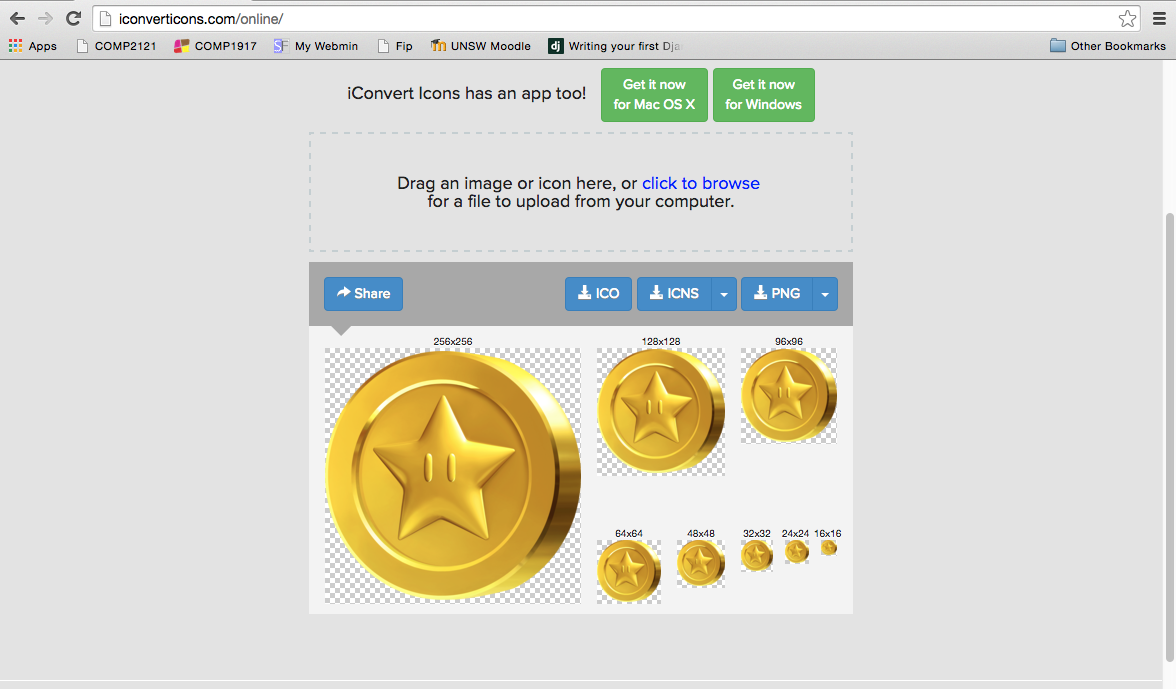 iconverticons.com/online/
Apps COMP2121 COMP1917 SF My Webmin Fip UNSW Moodle dj Writing your first Dja Other Bookmarks
iConvert Icons has an app too!
Get it now
for Mac OS X
Get it now
for Windows
Drag an image or icon here, or click to browse
for a file to upload from your computer.
Share ICO ICNS PNG
256x256 128x128 96x96
64x64 48x48 32x32 24x24 16x16